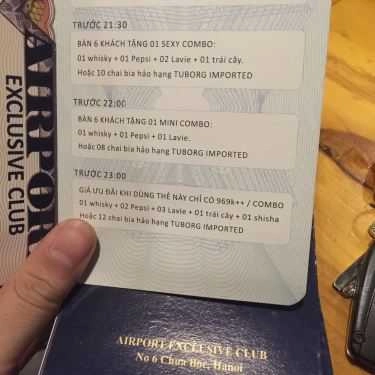 TRƯỚC 21:30
BÀN 6 KHÁCH TẶNG 01 SEXY COMBO:
01 whisky + 01 Pepsi + 02 Lavie + 01 trái cây.
Hoặc 10 chai bia hảo hạng TUBORG IMPORTED
TRƯỚC 22:00
BÀN 6 KHÁCH TẶNG 01 MINI COMBO:
01 whisky + 01 Pepsi + 01 Lavie.
Hoặc 08 chai bia hảo hạng TUBORG IMPORTED
TRƯỚC 23:00
GIÁ ƯU ĐÃI KHI DÙNG THẺ NÀY CHỈ CÓ 969k++ / COMBO
01 whisky + 02 Pepsi + 03 Lavie + 01 trái cây + 01 shisha
Hoặc 12 chai bia hảo hạng TUBORG IMPORTED
AIRPOR
EXCLUSIVE CLUB
AIRPORT EXCLUSIVE CLUB
No 6 Chua Boc, Hanoi